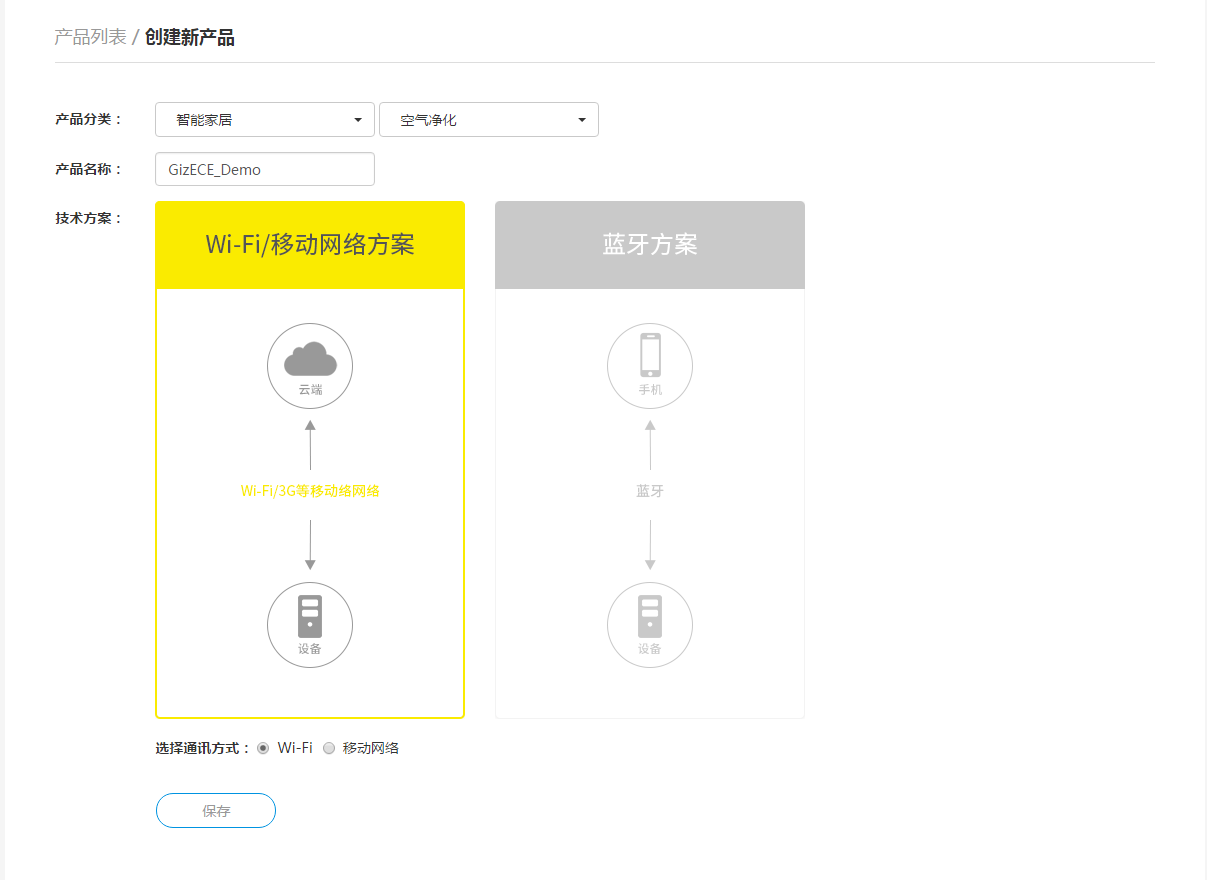 产品列表 / 创建新产品
产品分类： 智能家居 空气净化
产品名称： GizECE_Demo
技术方案：
Wi-Fi/移动网络方案
云端
Wi-Fi/3G等移动络网络
设备
蓝牙方案
手机
蓝牙
设备
选择通讯方式： Wi-Fi 移动网络
保存